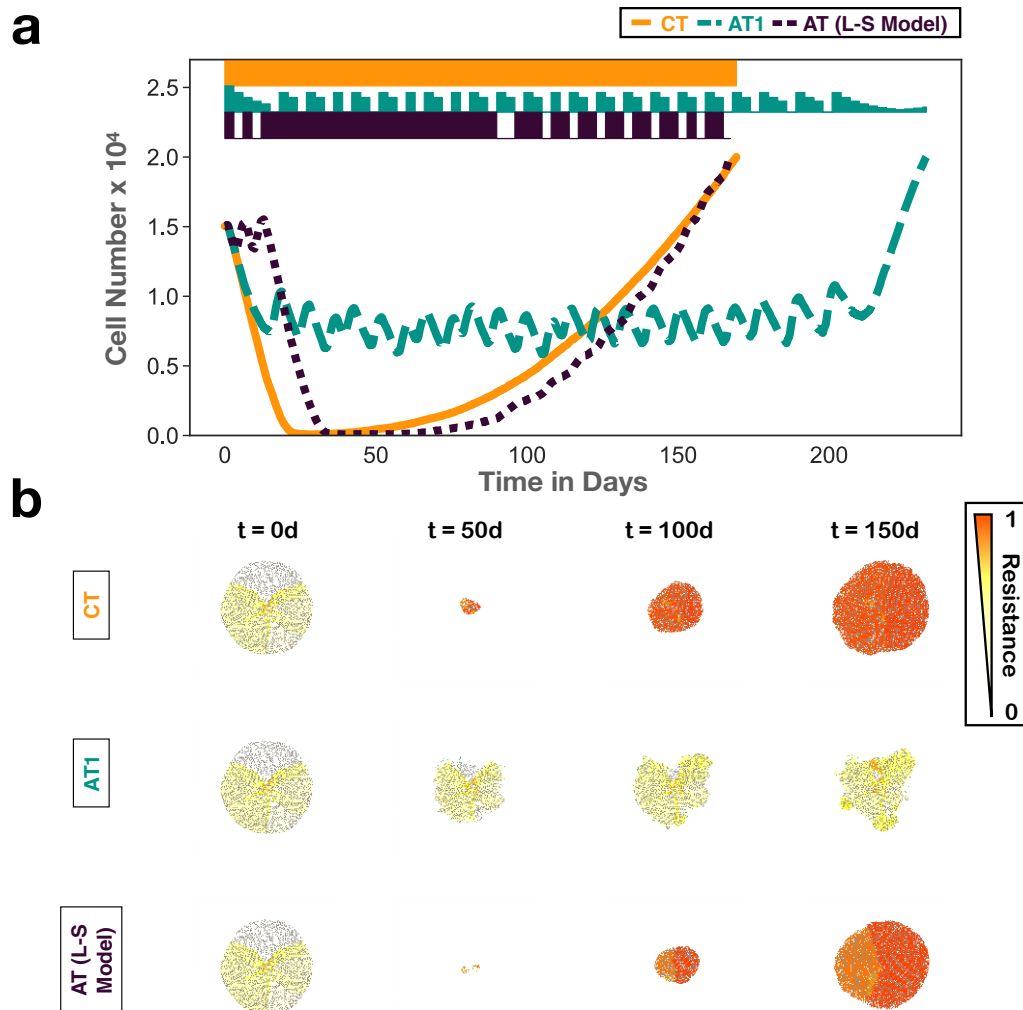 a
CT AT1 AT (L-S Model)
Cell Number x 10⁴
2.5
2.0
1.5
1.0
0.5
0.0
0 50 100 150 200
Time in Days
b
t = 0d t = 50d t = 100d t = 150d
CT
AT1
AT (L-S
Model)
1
Resistance
0